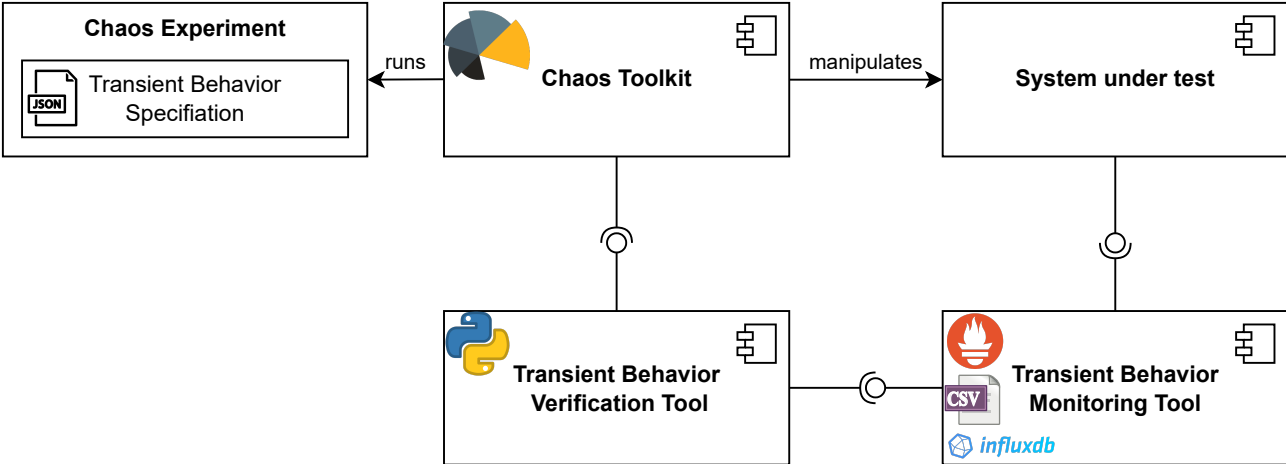 Chaos Experiment
JSON
Transient Behavior
Specifiation
runs
Chaos Toolkit
manipulates
System under test
Transient Behavior
Verification Tool
CSV
Transient Behavior
Monitoring Tool
influxdb